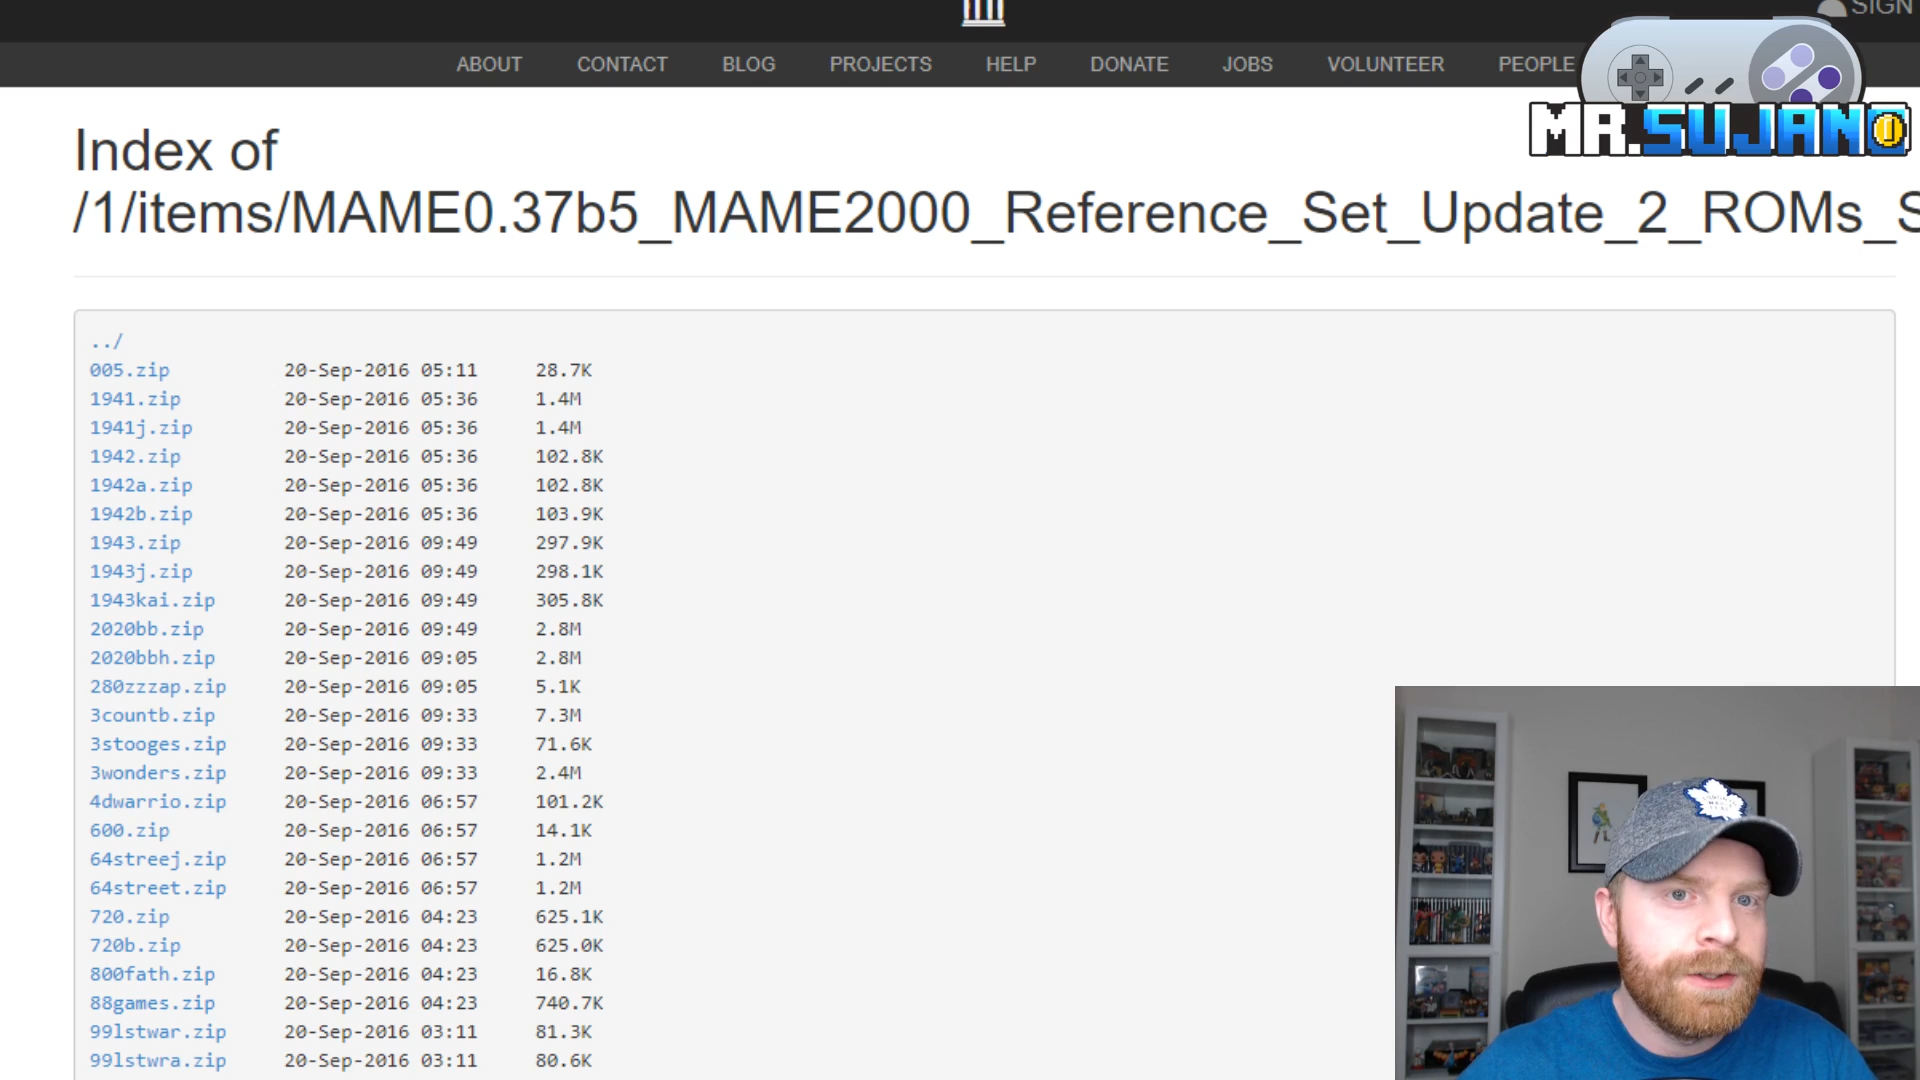 SIGN
ABOUT CONTACT BLOG PROJECTS HELP DONATE JOBS VOLUNTEER PEOPLE
MR.SUJANO
Index of
/1/items/MAME0.37b5_MAME2000_Reference_Set_Update_2_ROMs_S
../
005.zip 20-Sep-2016 05:11 28.7K
1941.zip 20-Sep-2016 05:36 1.4M
1941j.zip 20-Sep-2016 05:36 1.4M
1942.zip 20-Sep-2016 05:36 102.8K
1942a.zip 20-Sep-2016 05:36 102.8K
1942b.zip 20-Sep-2016 05:36 103.9K
1943.zip 20-Sep-2016 09:49 297.9K
1943j.zip 20-Sep-2016 09:49 298.1K
1943kai.zip 20-Sep-2016 09:49 305.8K
2020bb.zip 20-Sep-2016 09:49 2.8M
2020bbh.zip 20-Sep-2016 09:05 2.8M
280zzzap.zip 20-Sep-2016 09:05 5.1K
3countb.zip 20-Sep-2016 09:33 7.3M
3stooges.zip 20-Sep-2016 09:33 71.6K
3wonders.zip 20-Sep-2016 09:33 2.4M
4dwarrio.zip 20-Sep-2016 06:57 101.2K
600.zip 20-Sep-2016 06:57 14.1K
64streej.zip 20-Sep-2016 06:57 1.2M
64street.zip 20-Sep-2016 06:57 1.2M
720.zip 20-Sep-2016 04:23 625.1K
720b.zip 20-Sep-2016 04:23 625.0K
800fath.zip 20-Sep-2016 04:23 16.8K
88games.zip 20-Sep-2016 04:23 740.7K
99lstwar.zip 20-Sep-2016 03:11 81.3K
99lstwra.zip 20-Sep-2016 03:11 80.6K